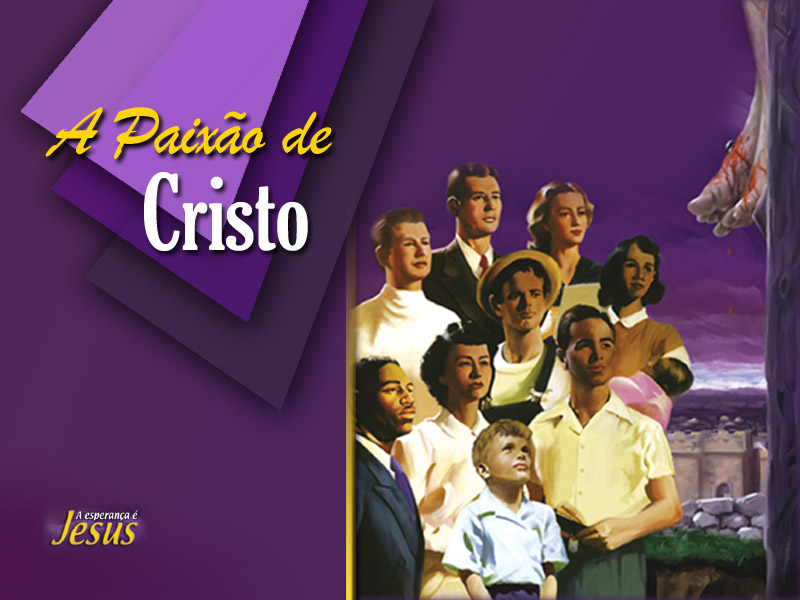 A Paixão de
Cristo
A esperança é
Jesus